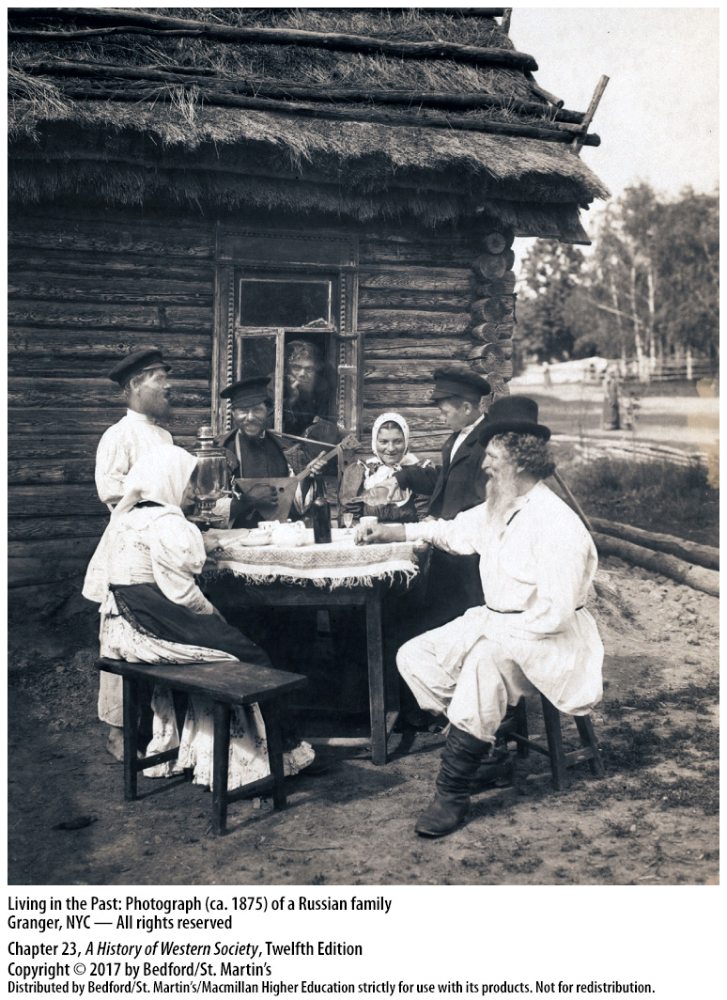 Living in the Past: Photograph (ca. 1875) of a Russian family
Granger, NYC — All rights reserved
Chapter 23, A History of Western Society, Twelfth Edition
Copyright © 2017 by Bedford/St. Martin’s
Distributed by Bedford/St. Martin’s/Macmillan Higher Education strictly for use with its products. Not for redistribution.